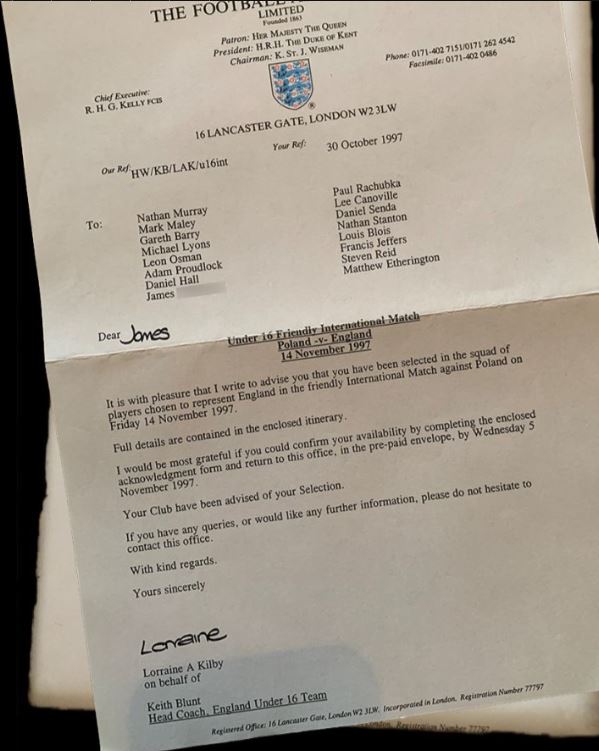 THE FOOTBALL
LIMITED
Founded 1863
Patron: HER MAJESTY THE QUEEN
President: H.R.H. THE DUKE OF KENT
Chairman: K. ST. J. WISEMAN
Phone: 0171-402 7151/0171 262 4542
Facsimile: 0171-402 0486
Chief Executive:
R. H. G. KELLY FCIS
®
16 LANCASTER GATE, LONDON W2 3LW
Our Ref: HW/KB/LAK/u16int
Your Ref:
30 October 1997
To:
Nathan Murray
Mark Maley
Gareth Barry
Michael Lyons
Leon Osman
Adam Proudlock
Daniel Hall
James
Paul Rachubka
Lee Canoville
Daniel Senda
Nathan Stanton
Louis Blois
Francis Jeffers
Steven Reid
Matthew Etherington
Dear James
Under 16 Friendly International Match
Poland -v- England
14 November 1997
It is with pleasure that I write to advise you that you have been selected in the squad of
players chosen to represent England in the friendly International Match against Poland on
Friday 14 November 1997.
Full details are contained in the enclosed itinerary.
I would be most grateful if you could confirm your availability by completing the enclosed
acknowledgment form and return to this office, in the pre-paid envelope, by Wednesday 5
November 1997.
Your Club have been advised of your Selection.
If you have any queries, or would like any further information, please do not hesitate to
contact this office.
With kind regards.
Yours sincerely
Lorraine
Lorraine A Kilby
on behalf of
Keith Blunt
Head Coach, England Under 16 Team
Registered Office: 16 Lancaster Gate, London W2 3LW. Incorporated in London. Registration Number 77797
London. Registration Number 77797